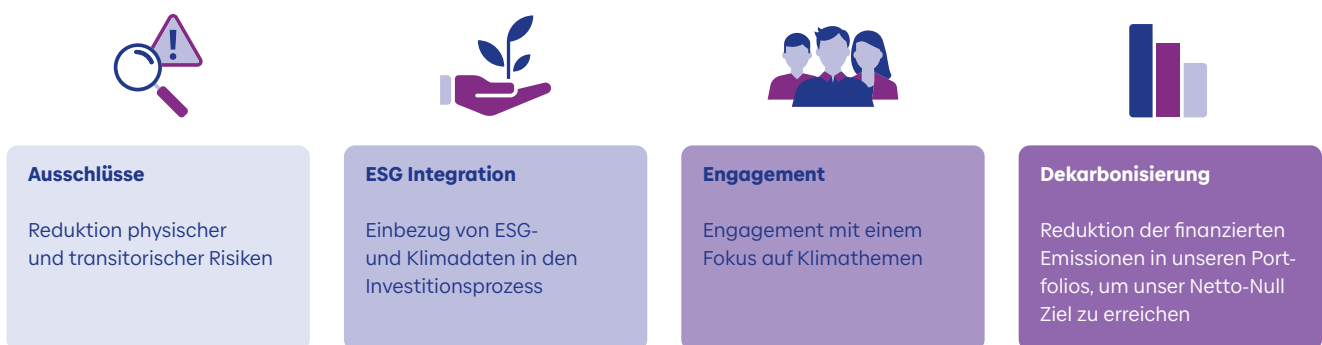 Ausschlüsse
Reduktion physischer
und transitorischer Risiken
ESG Integration
Einbezug von ESG-
und Klimadaten in den
Investitionsprozess
Engagement
Engagement mit einem
Fokus auf Klimathemen
Dekarbonisierung
Reduktion der finanzierten
Emissionen in unseren Port-
folios, um unser Netto-Null
Ziel zu erreichen